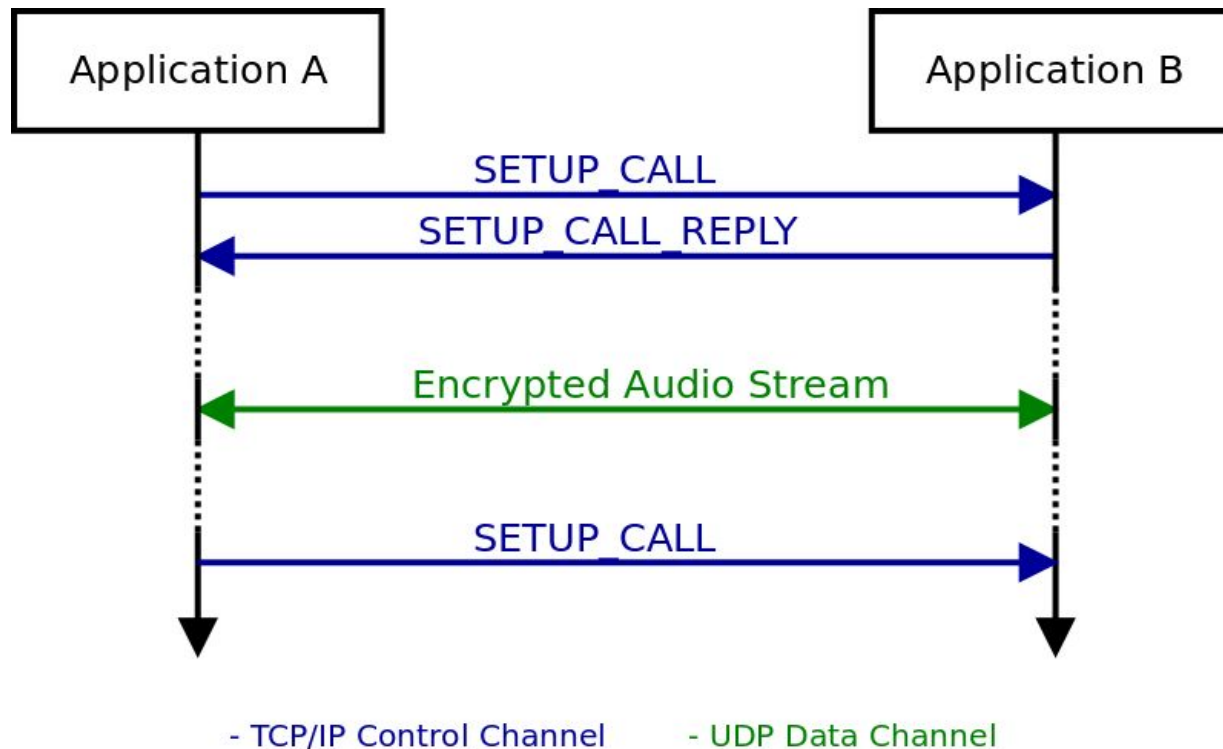 Application A
Application B
SETUP_CALL
SETUP_CALL_REPLY
Encrypted Audio Stream
SETUP_CALL
- TCP/IP Control Channel
- UDP Data Channel